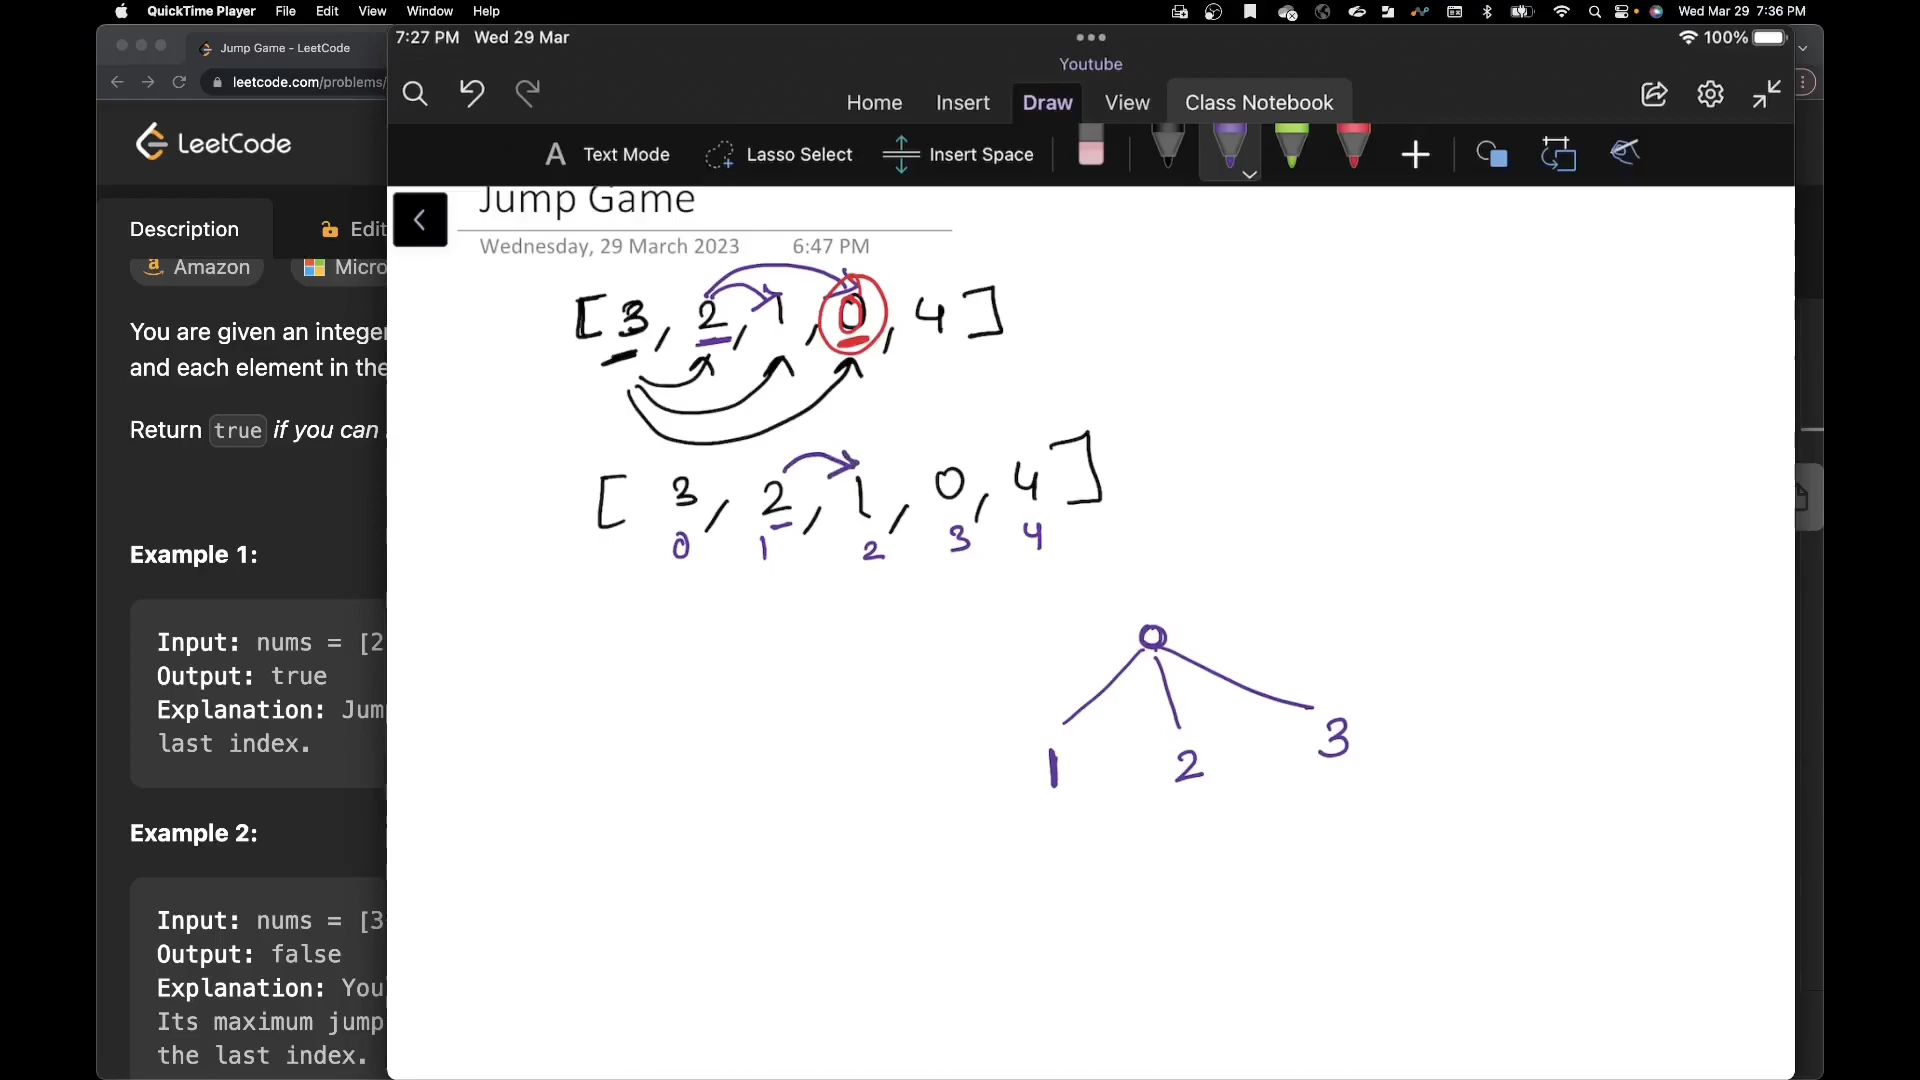 QuickTime Player File Edit View Window Help Wed Mar 29 7:36 PM
Jump Game - LeetCode
leetcode.com/problems/
7:27 PM Wed 29 Mar
100%
Youtube
Home Insert Draw View Class Notebook
A Text Mode Lasso Select Insert Space
LeetCode
Description
Edit
Amazon
Micro
You are given an integer
and each element in the
Return true if you can
Example 1:
Input: nums = [2
Output: true
Explanation: Jum
last index.
Example 2:
Input: nums = [3
Output: false
Explanation: You
Its maximum jump
the last index.
Jump Game
Wednesday, 29 March 2023 6:47 PM
[3, 2, 1, 0, 4]
[ 3, 2, 1, 0, 4 ]
0 1 2 3 4
0
1 2 3